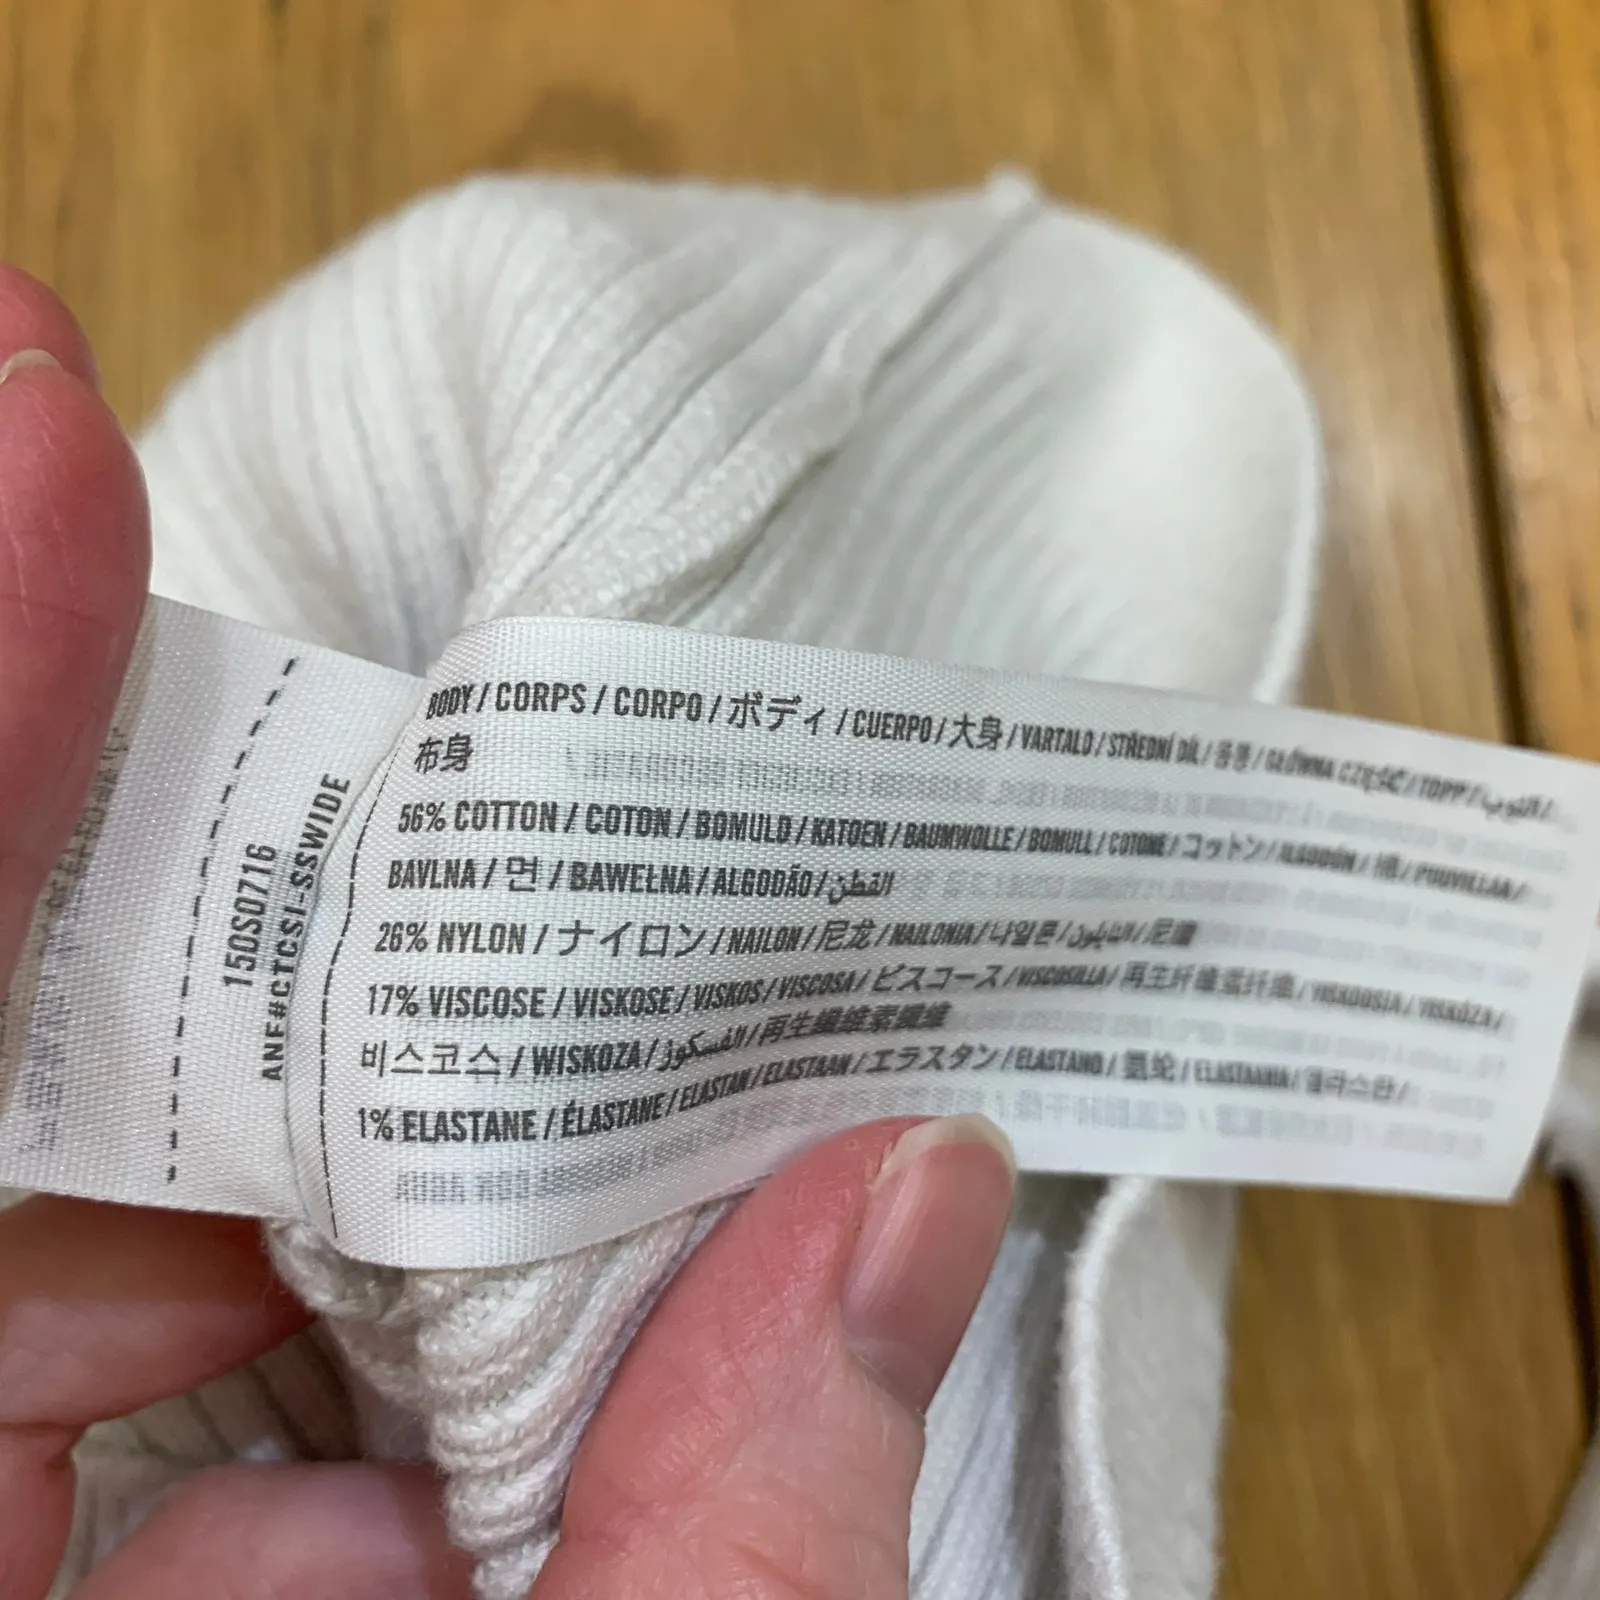 BODY / CORPS / CORPO / ボディ / CUERPO / 大身 / VARTALO / STŘEDNÍ DÍL / 몸통 / GŁÓWNA CZĘŚĆ / TOPP /
布身
56% COTTON / COTON / BOMULD / KATOEN / BAUMWOLLE / BOMULL / COTONE / コットン / ALGODÓN / 棉 / PUUVILLAA /
BAVLNA / 면 / BAWEŁNA / ALGODÃO / القطن
26% NYLON / ナイロン / NAILON / 尼龙 / NAILONIA / 나일론 / النايلون / 尼龍
17% VISCOSE / VISKOSE / VISKOS / VISCOSA / ビスコース / VISCOSILLA / 再生纤维素纤维 / VISKOOSIA / VISKÓZA /
비스코스 / WISKOZA / الفسكوز / 再生纖維素纖維
1% ELASTANE / ÉLASTANE / ELASTAN / ELASTAAN / エラスタン / ELASTANO / 氨纶 / ELASTAANIA / 엘라스탄 /
150S0716
ANF#CTCSI-SSWIDE